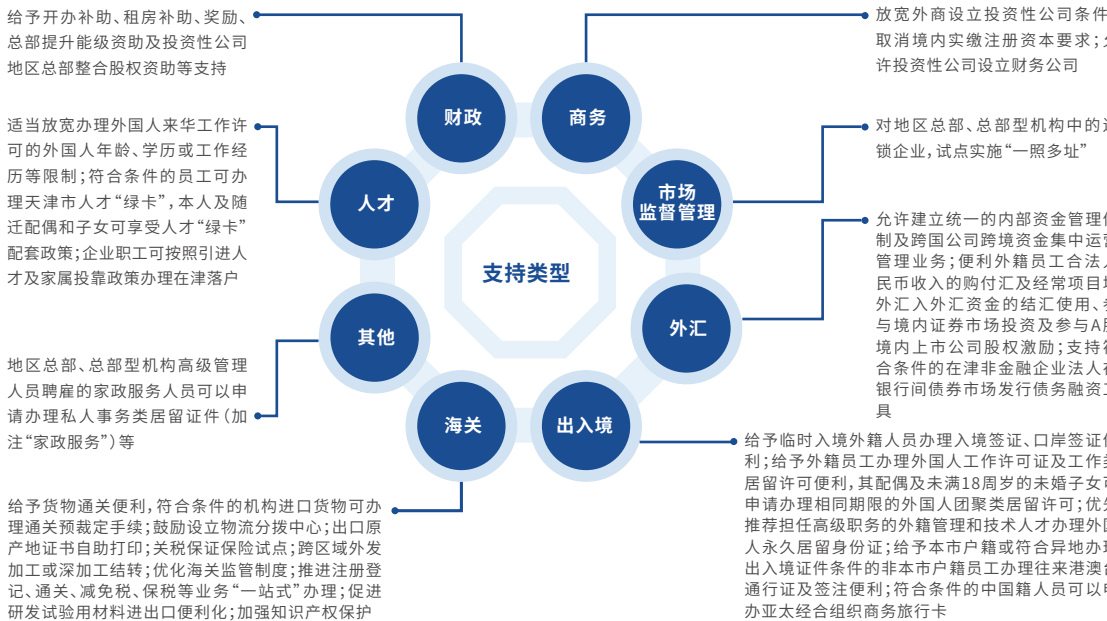 给予开办补助、租房补助、奖励、
总部提升能级资助及投资性公司
地区总部整合股权资助等支持
适当放宽办理外国人来华工作许
可的外国人年龄、学历或工作经
历等限制；符合条件的员工可办
理天津市人才“绿卡”，本人及随
迁配偶和子女可享受人才“绿卡”
配套政策；企业职工可按照引进人
才及家属投靠政策办理在津落户
地区总部、总部型机构高级管理
人员聘雇的家政服务人员可以申
请办理私人事务类居留证件（加
注“家政服务”）等
给予货物通关便利，符合条件的机构进口货物可办
理通关预裁定手续；鼓励设立物流分拨中心；出口原
产地证书自助打印；关税保证保险试点；跨区域外发
加工或深加工结转；优化海关监管制度；推进注册登
记、通关、减免税、保税等业务“一站式”办理；促进
研发试验用材料进出口便利化；加强知识产权保护
财政
商务
人才
市场
监督管理
支持类型
其他
外汇
海关
出入境
放宽外商设立投资性公司条件
取消境内实缴注册资本要求；
许投资性公司设立财务公司
对地区总部、总部型机构中的
锁企业，试点实施“一照多址”
允许建立统一的内部资金管理
制及跨国公司跨境资金集中运
管理业务；便利外籍员工合法
民币收入的购付汇及经常项目
外汇入外汇资金的结汇使用、
与境内证券市场投资及参与A
境内上市公司股权激励；支持
合条件的在津非金融企业法人
银行间债券市场发行债务融资
具
给予临时入境外籍人员办理入境签证、口岸签证
利；给予外籍员工办理外国人工作许可证及工作
居留许可便利，其配偶及未满18周岁的未婚子女
申请办理相同期限的外国人团聚类居留许可；优
推荐担任高级职务的外籍管理和技术人才办理外
人永久居留身份证；给予本市户籍或符合异地办
出入境证件条件的非本市户籍员工办理往来港澳
通行证及签注便利；符合条件的中国籍人员可以
办亚太经合组织商务旅行卡